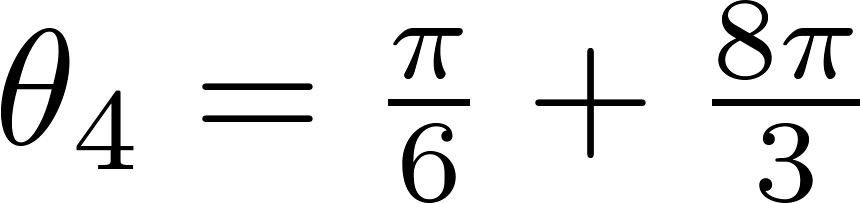 θ₄ = π/6 + 8π/3